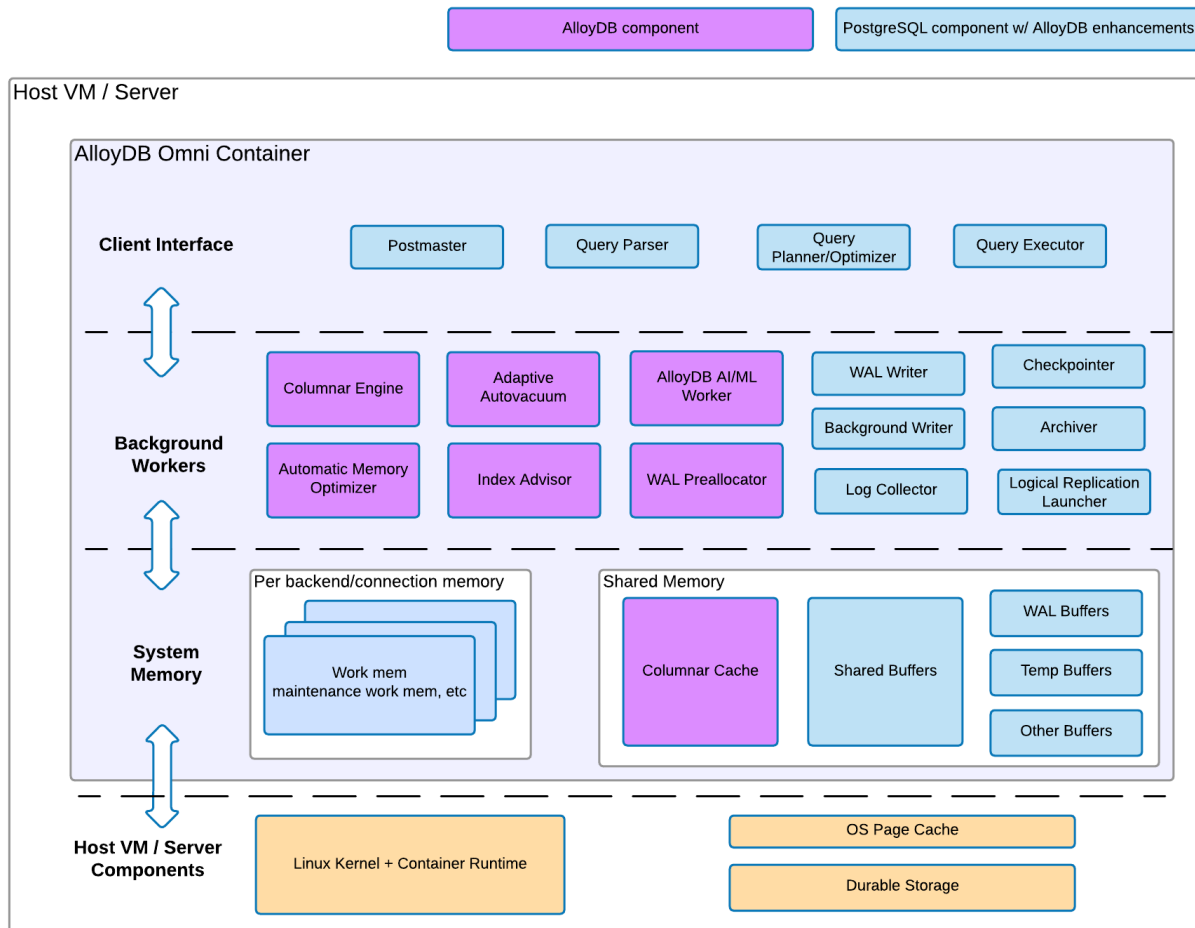 AlloyDB component
PostgreSQL component w/ AlloyDB enhancements
Host VM / Server
AlloyDB Omni Container
Client Interface
Postmaster
Query Parser
Query
Planner/Optimizer
Query Executor
Background
Workers
Columnar Engine
Adaptive
Autovacuum
AlloyDB AI/ML
Worker
WAL Writer
Checkpointer
Background Writer
Archiver
Automatic Memory
Optimizer
Index Advisor
WAL Preallocator
Log Collector
Logical Replication
Launcher
System
Memory
Per backend/connection memory
Work mem
maintenance work mem, etc
Shared Memory
Columnar Cache
Shared Buffers
WAL Buffers
Temp Buffers
Other Buffers
Host VM / Server
Components
Linux Kernel + Container Runtime
OS Page Cache
Durable Storage